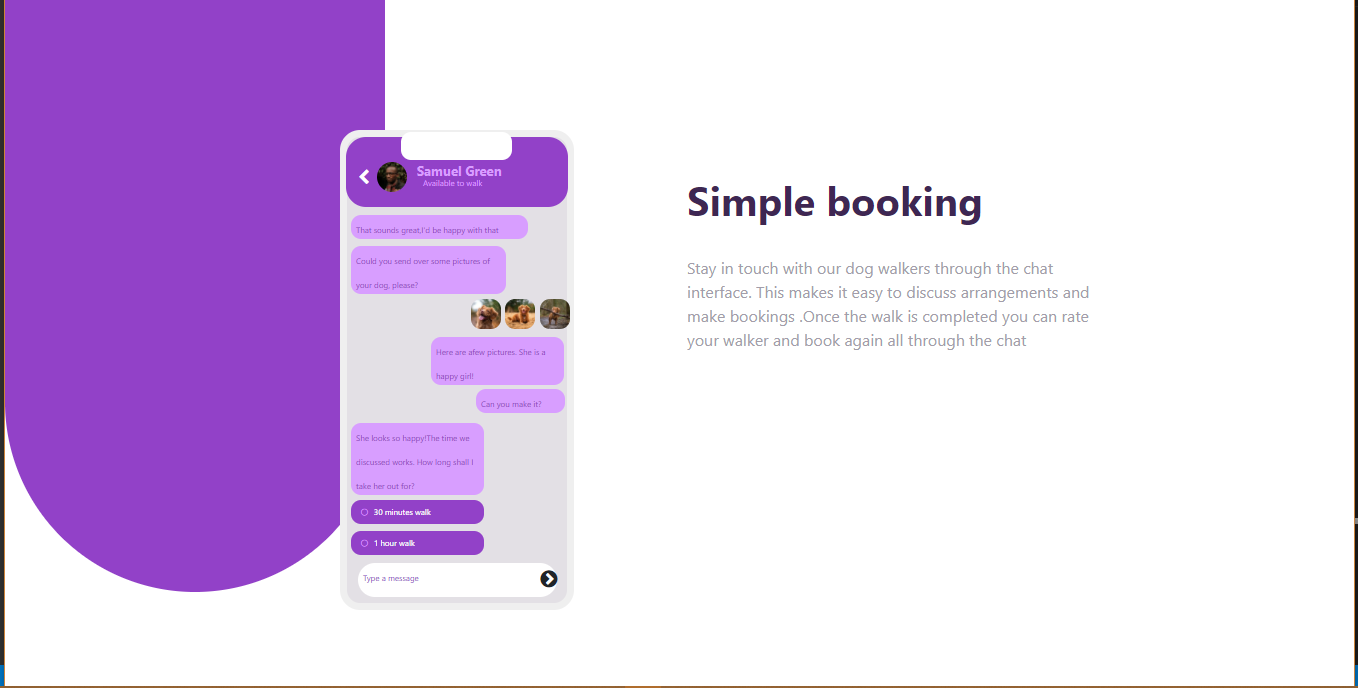 Samuel Green
Available to walk
That sounds great,I'd be happy with that
Could you send over some pictures of
your dog, please?
Here are afew pictures. She is a
happy girl!
Can you make it?
She looks so happy!The time we
discussed works. How long shall I
take her out for?
30 minutes walk
1 hour walk
Type a message
Simple booking
Stay in touch with our dog walkers through the chat
interface. This makes it easy to discuss arrangements and
make bookings .Once the walk is completed you can rate
your walker and book again all through the chat